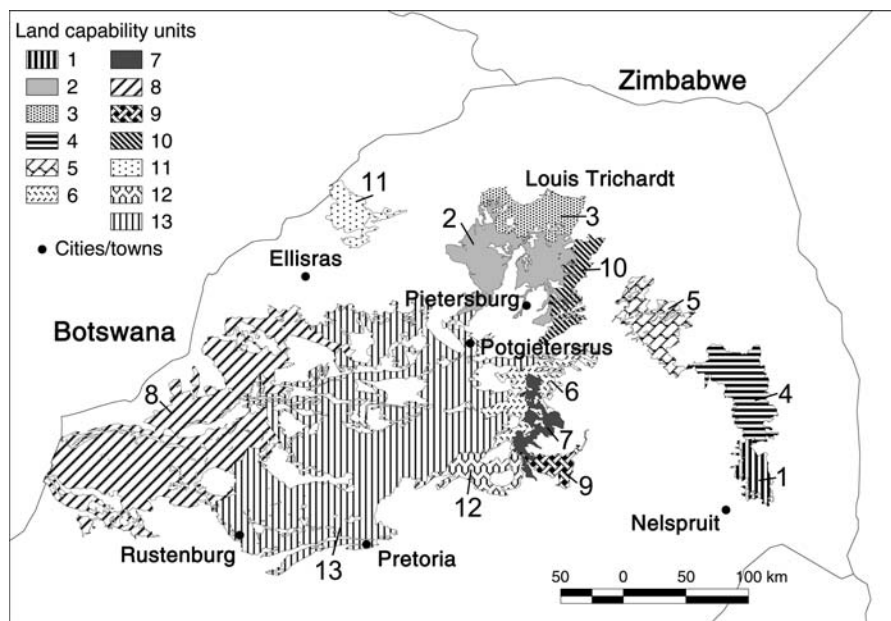 Land capability units
1 7
2 8
3 9
4 10
5 11
6 12
13
Cities/towns
Zimbabwe
Louis Trichardt
11
3
2
Ellisras
10
Pietersburg
5
Botswana
Potgietersrus
8
6
4
7
12
9
1
Nelspruit
Rustenburg
13
Pretoria
50 0 50 100 km